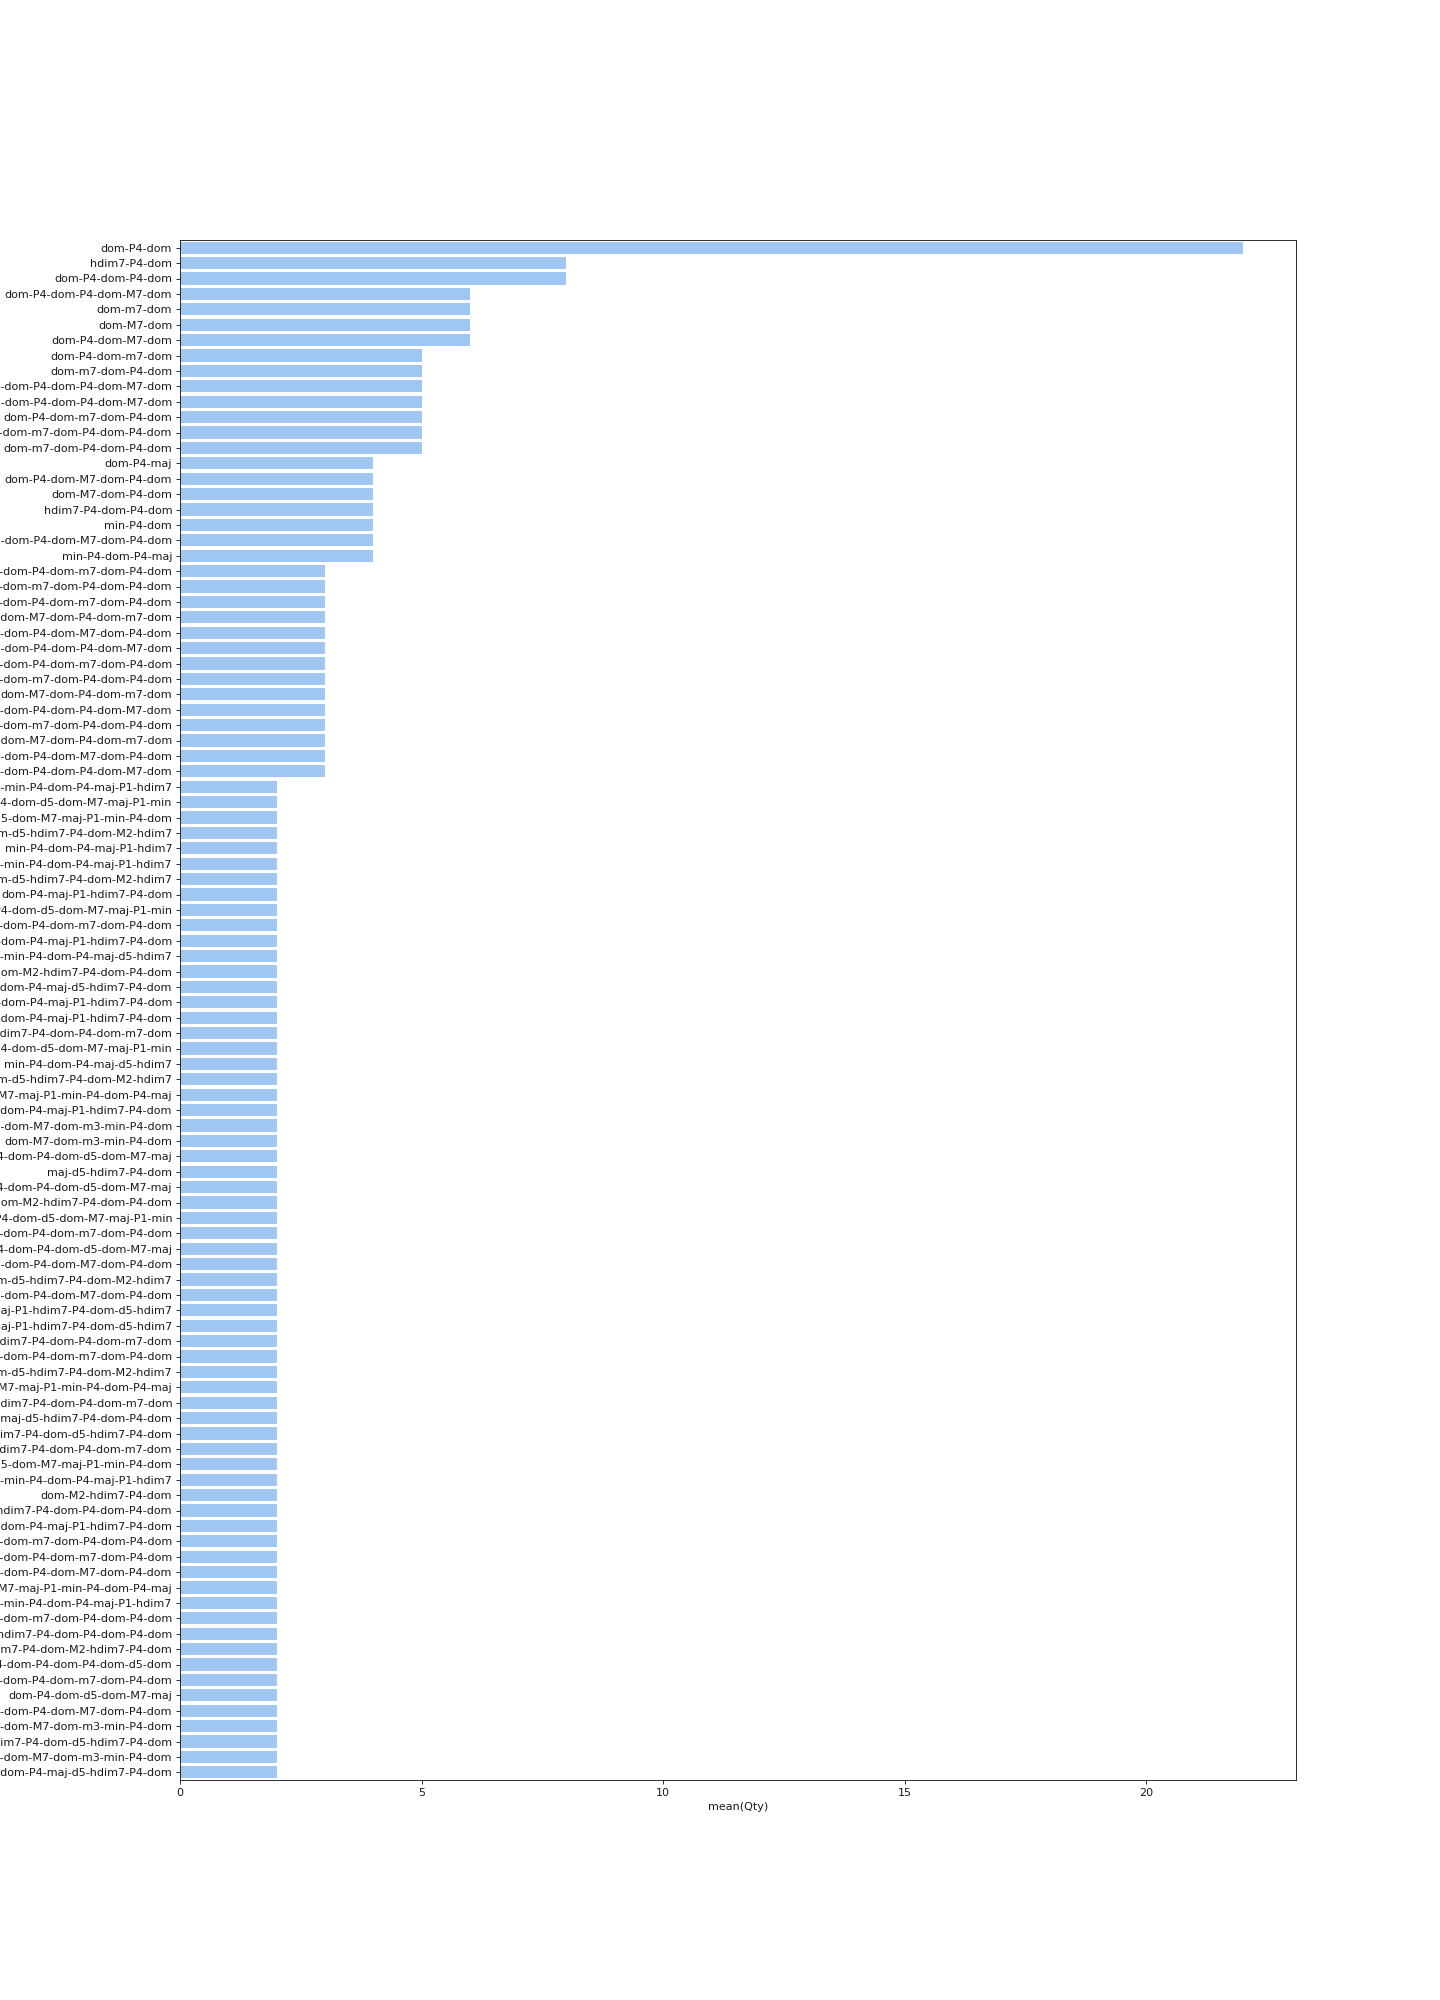 dom-P4-dom
hdim7-P4-dom
dom-P4-dom-P4-dom
dom-P4-dom-P4-dom-M7-dom
dom-m7-dom
dom-M7-dom
dom-P4-dom-M7-dom
dom-P4-dom-m7-dom
dom-m7-dom-P4-dom
-dom-P4-dom-P4-dom-M7-dom
-dom-P4-dom-P4-dom-M7-dom
dom-P4-dom-m7-dom-P4-dom
-dom-m7-dom-P4-dom-P4-dom
dom-m7-dom-P4-dom-P4-dom
dom-P4-maj
dom-P4-dom-M7-dom-P4-dom
dom-M7-dom-P4-dom
hdim7-P4-dom-P4-dom
min-P4-dom
-dom-P4-dom-M7-dom-P4-dom
min-P4-dom-P4-maj
-dom-P4-dom-m7-dom-P4-dom
-dom-m7-dom-P4-dom-P4-dom
-dom-P4-dom-m7-dom-P4-dom
dom-M7-dom-P4-dom-m7-dom
-dom-P4-dom-M7-dom-P4-dom
-dom-P4-dom-P4-dom-M7-dom
-dom-P4-dom-m7-dom-P4-dom
-dom-m7-dom-P4-dom-P4-dom
dom-M7-dom-P4-dom-m7-dom
-dom-P4-dom-P4-dom-M7-dom
-dom-m7-dom-P4-dom-P4-dom
dom-M7-dom-P4-dom-m7-dom
-dom-P4-dom-M7-dom-P4-dom
-dom-P4-dom-P4-dom-M7-dom
-min-P4-dom-P4-maj-P1-hdim7
4-dom-d5-dom-M7-maj-P1-min
5-dom-M7-maj-P1-min-P4-dom
m-d5-hdim7-P4-dom-M2-hdim7
min-P4-dom-P4-maj-P1-hdim7
-min-P4-dom-P4-maj-P1-hdim7
m-d5-hdim7-P4-dom-M2-hdim7
dom-P4-maj-P1-hdim7-P4-dom
P4-dom-d5-dom-M7-maj-P1-min
-dom-P4-dom-m7-dom-P4-dom
dom-P4-maj-P1-hdim7-P4-dom
-min-P4-dom-P4-maj-d5-hdim7
om-M2-hdim7-P4-dom-P4-dom
dom-P4-maj-d5-hdim7-P4-dom
-dom-P4-maj-P1-hdim7-P4-dom
dom-P4-maj-P1-hdim7-P4-dom
dim7-P4-dom-P4-dom-m7-dom
4-dom-d5-dom-M7-maj-P1-min
min-P4-dom-P4-maj-d5-hdim7
m-d5-hdim7-P4-dom-M2-hdim7
M7-maj-P1-min-P4-dom-P4-maj
dom-P4-maj-P1-hdim7-P4-dom
-dom-M7-dom-m3-min-P4-dom
dom-M7-dom-m3-min-P4-dom
4-dom-P4-dom-d5-dom-M7-maj
maj-d5-hdim7-P4-dom
4-dom-P4-dom-d5-dom-M7-maj
om-M2-hdim7-P4-dom-P4-dom
P4-dom-d5-dom-M7-maj-P1-min
-dom-P4-dom-m7-dom-P4-dom
4-dom-P4-dom-d5-dom-M7-maj
-dom-P4-dom-M7-dom-P4-dom
m-d5-hdim7-P4-dom-M2-hdim7
-dom-P4-dom-M7-dom-P4-dom
aj-P1-hdim7-P4-dom-d5-hdim7
aj-P1-hdim7-P4-dom-d5-hdim7
dim7-P4-dom-P4-dom-m7-dom
-dom-P4-dom-m7-dom-P4-dom
m-d5-hdim7-P4-dom-M2-hdim7
M7-maj-P1-min-P4-dom-P4-maj
dim7-P4-dom-P4-dom-m7-dom
maj-d5-hdim7-P4-dom-P4-dom
im7-P4-dom-d5-hdim7-P4-dom
dim7-P4-dom-P4-dom-m7-dom
5-dom-M7-maj-P1-min-P4-dom
-min-P4-dom-P4-maj-P1-hdim7
dom-M2-hdim7-P4-dom
hdim7-P4-dom-P4-dom-P4-dom
dom-P4-maj-P1-hdim7-P4-dom
-dom-m7-dom-P4-dom-P4-dom
-dom-P4-dom-m7-dom-P4-dom
-dom-P4-dom-M7-dom-P4-dom
M7-maj-P1-min-P4-dom-P4-maj
-min-P4-dom-P4-maj-P1-hdim7
-dom-m7-dom-P4-dom-P4-dom
hdim7-P4-dom-P4-dom-P4-dom
m7-P4-dom-M2-hdim7-P4-dom
4-dom-P4-dom-P4-dom-d5-dom
-dom-P4-dom-m7-dom-P4-dom
dom-P4-dom-d5-dom-M7-maj
-dom-P4-dom-M7-dom-P4-dom
-dom-M7-dom-m3-min-P4-dom
im7-P4-dom-d5-hdim7-P4-dom
-dom-M7-dom-m3-min-P4-dom
dom-P4-maj-d5-hdim7-P4-dom
0 5 10 15 20
mean(Qty)